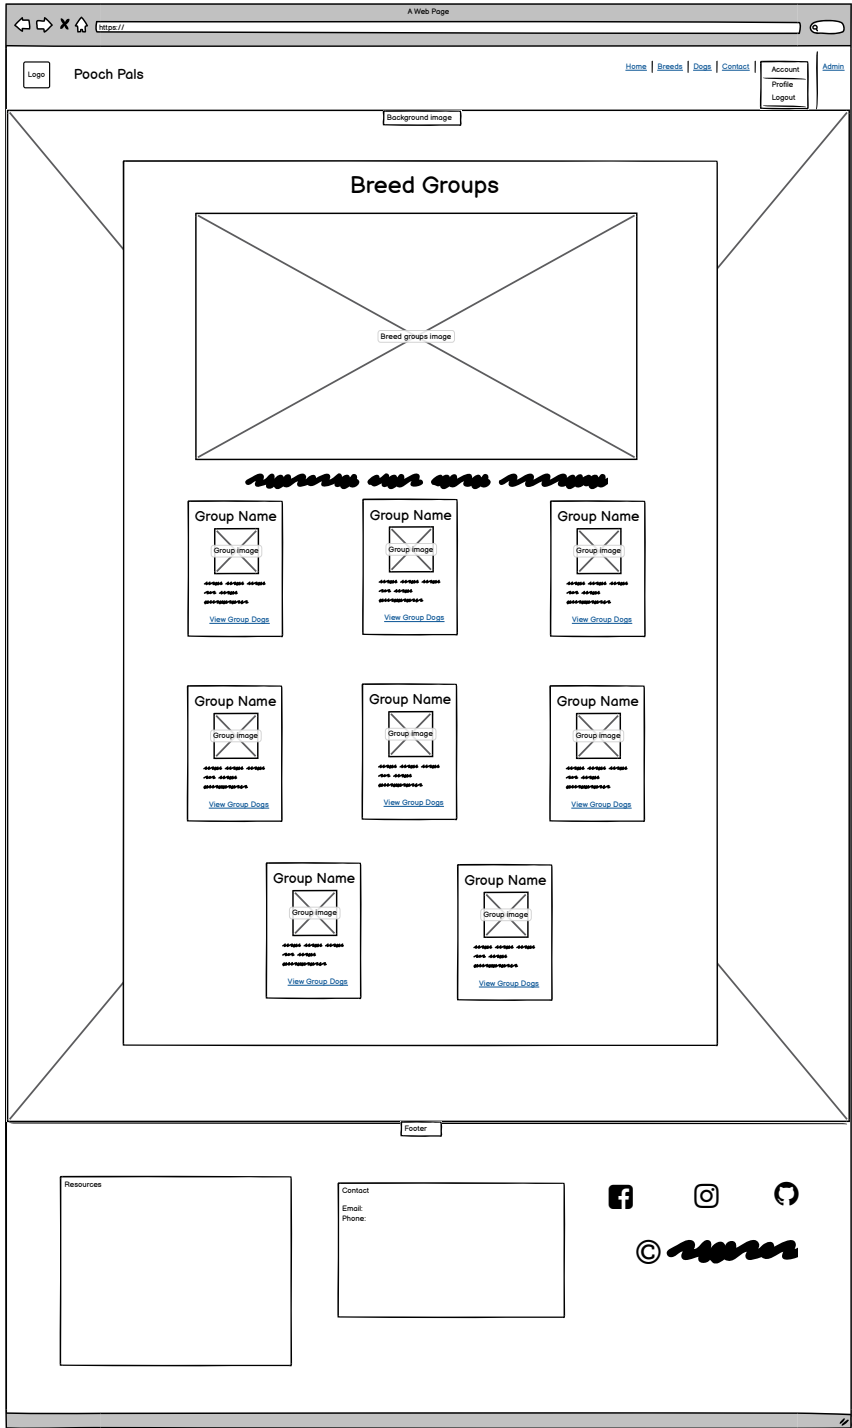 A Web Page
https://
Logo
Pooch Pals
Home | Breeds | Dogs | Contact |
Account
Profile
Logout
Admin
Background image
Breed Groups
Breed groups image
Group Name
Group image
View Group Dogs
Group Name
Group image
View Group Dogs
Group Name
Group image
View Group Dogs
Group Name
Group image
View Group Dogs
Group Name
Group image
View Group Dogs
Group Name
Group image
View Group Dogs
Group Name
Group image
View Group Dogs
Group Name
Group image
View Group Dogs
Footer
Resources
Contact
Email:
Phone:
©